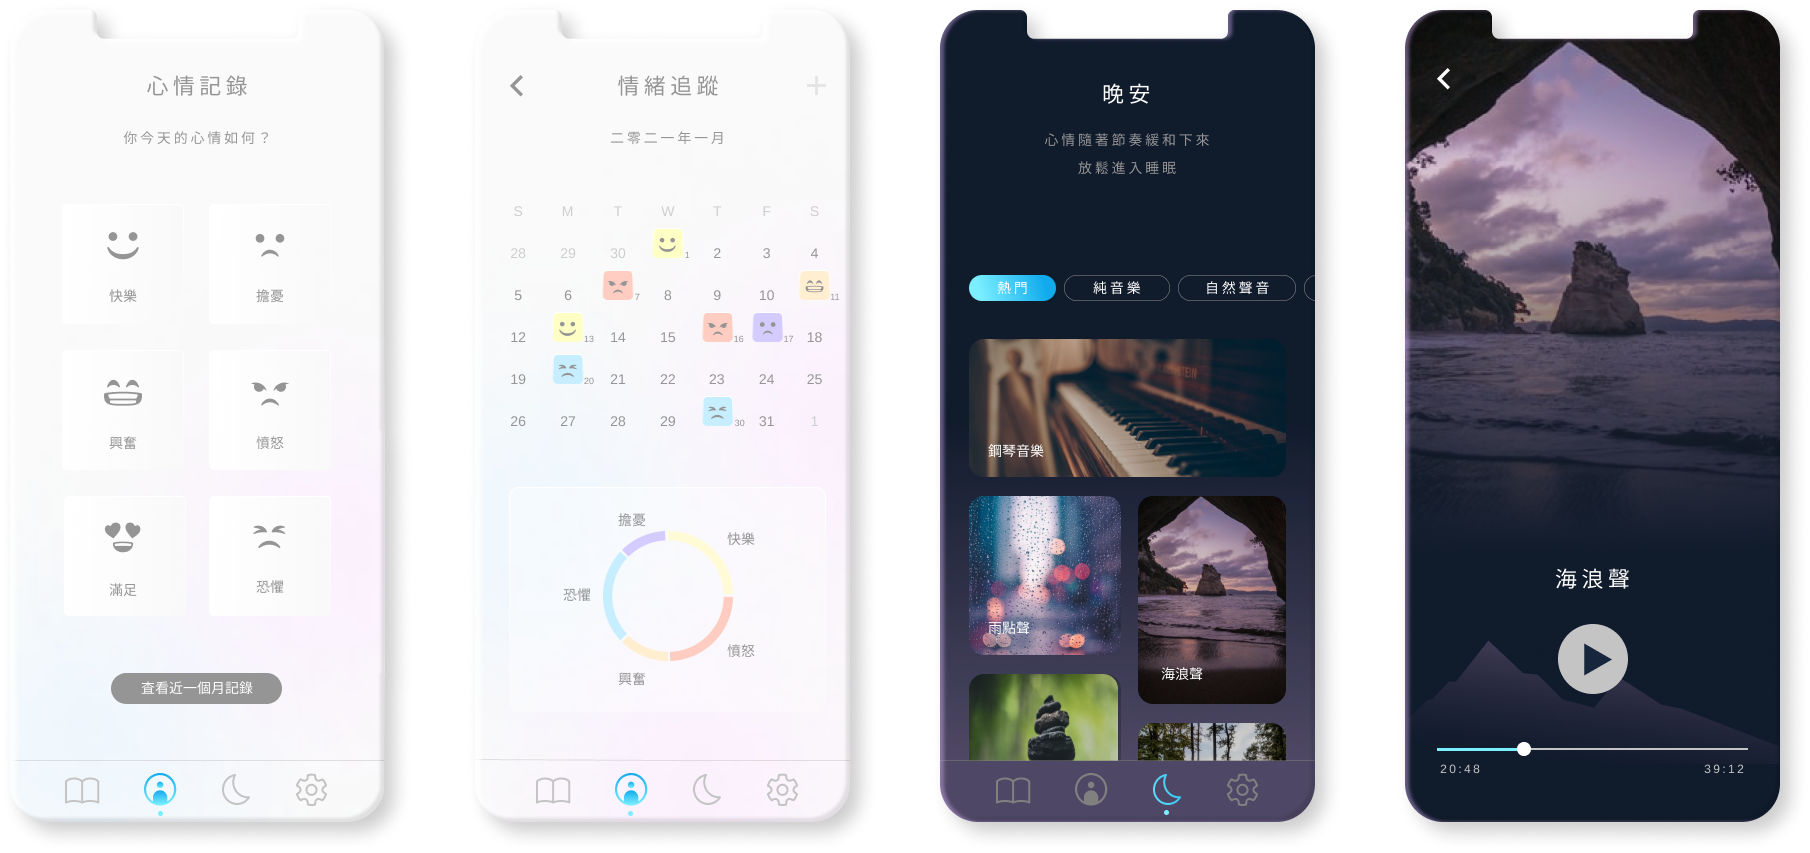 心情記錄
你今天的心情如何？
快樂
擔憂
興奮
憤怒
滿足
恐懼
查看近一個月記錄
情緒追蹤
二零二一年一月
S M T W T F S
28 29 30 1 2 3 4
5 6 7 8 9 10 11
12 13 14 15 16 17 18
19 20 21 22 23 24 25
26 27 28 29 30 31 1
擔憂
快樂
恐懼
憤怒
興奮
晚安
心情隨著節奏緩和下來
放鬆進入睡眠
熱門
純音樂
自然聲音
鋼琴音樂
雨點聲
海浪聲
海浪聲
20:48
39:12